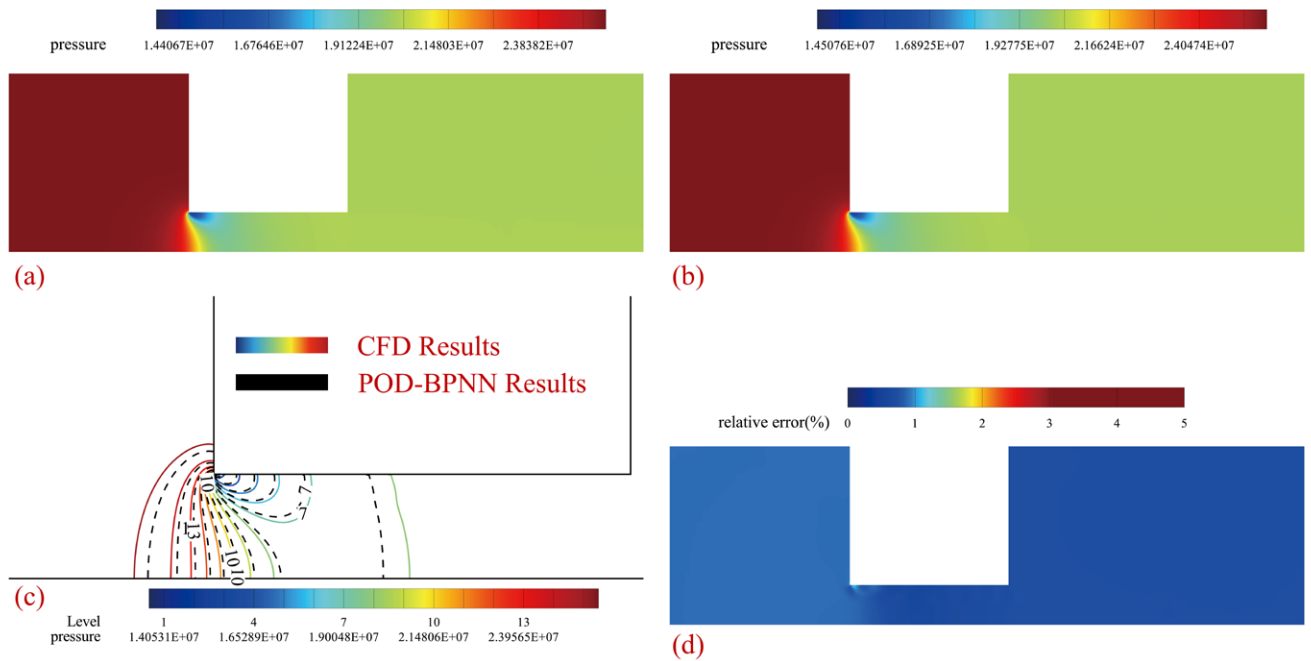 pressure
1.44067E+07 1.67646E+07 1.91224E+07 2.14803E+07 2.38382E+07
(a)
pressure
1.45076E+07 1.68925E+07 1.92775E+07 2.16624E+07 2.40474E+07
(b)
CFD Results
POD-BPNN Results
10
7
7
13
1
10
10
(c)
Level 1 4 7 10 13
pressure 1.40531E+07 1.65289E+07 1.90048E+07 2.14806E+07 2.39565E+07
relative error(%) 0 1 2 3 4 5
(d)